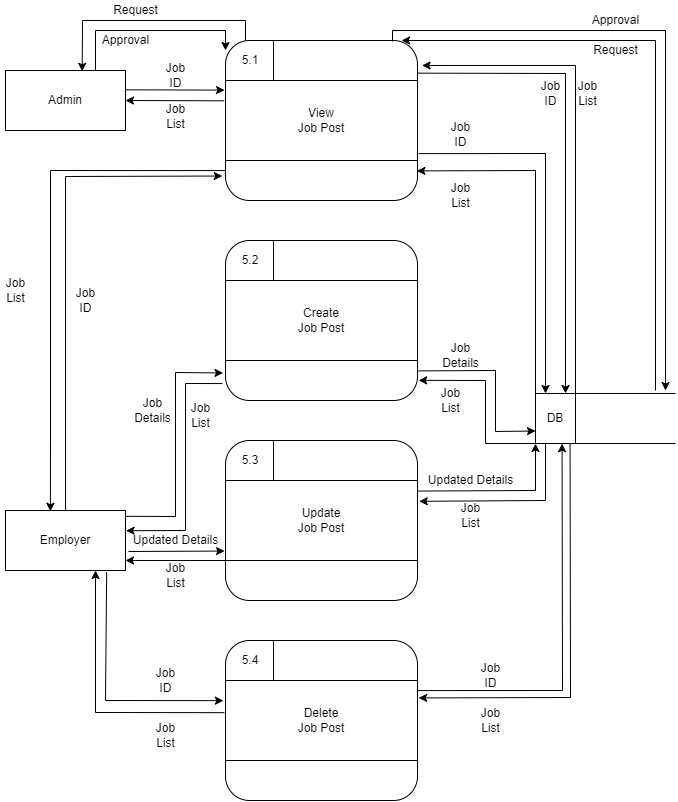 Request
Approval
Approval
Request
5.1
Job
ID
Admin
Job
List
View
Job Post
Job
ID
Job
List
Job
ID
Job
List
Job
List
Job
ID
5.2
Create
Job Post
Job
Details
Job
List
Job
Details
Job
List
DB
5.3
Update
Job Post
Updated Details
Job
List
Employer
Updated Details
Job
List
5.4
Delete
Job Post
Job
ID
Job
List
Job
ID
Job
List